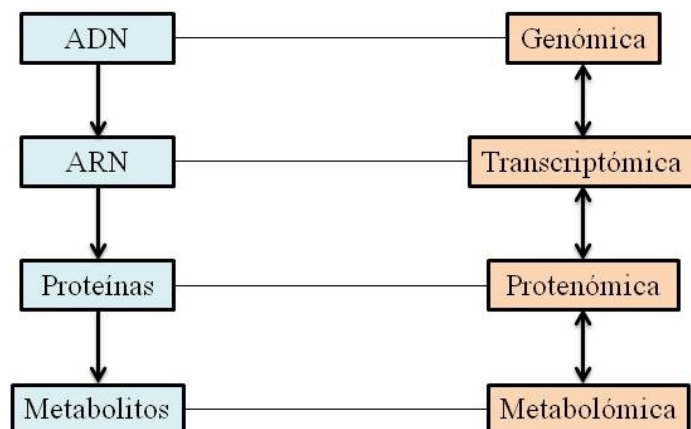 ADN
Genómica
ARN
Transcriptómica
Proteínas
Protenómica
Metabolitos
Metabolómica